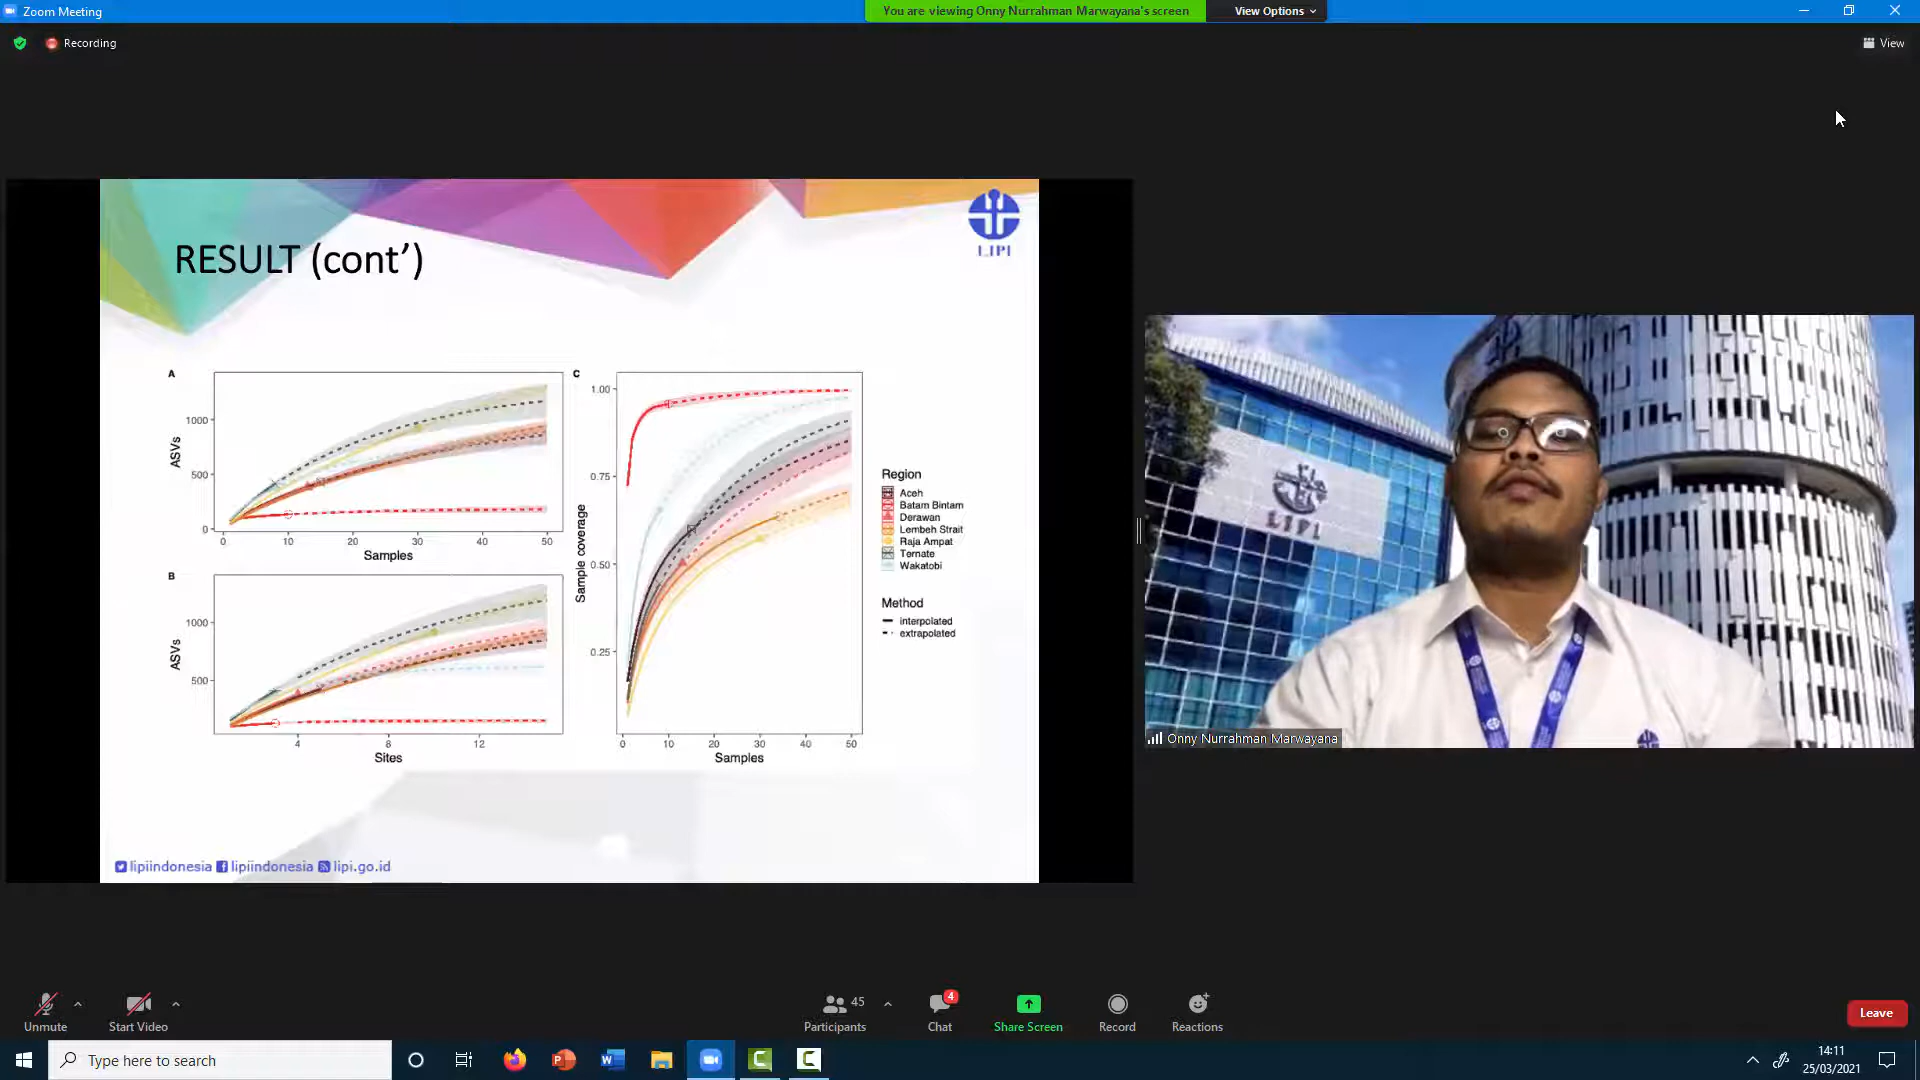 Zoom Meeting
You are viewing Onny Nurrahman Marwayana's screen
View Options
Recording
View
RESULT (cont’)
LIPI
A
1000
500
0
ASVs
0 10 20 30 40 50
Samples
B
1000
500
ASVs
4 8 12
Sites
C
1.00
0.75
0.50
0.25
Sample coverage
0 10 20 30 40 50
Samples
Region
Aceh
Batam Bintam
Derawan
Lembeh Strait
Raja Ampat
Ternate
Wakatobi
Method
interpolated
extrapolated
lipiindonesia lipiindonesia lipi.go.id
LIPI
Onny Nurrahman Marwayana
Unmute
Start Video
45
Participants
4
Chat
Share Screen
Record
Reactions
Leave
Type here to search
14:11
25/03/2021